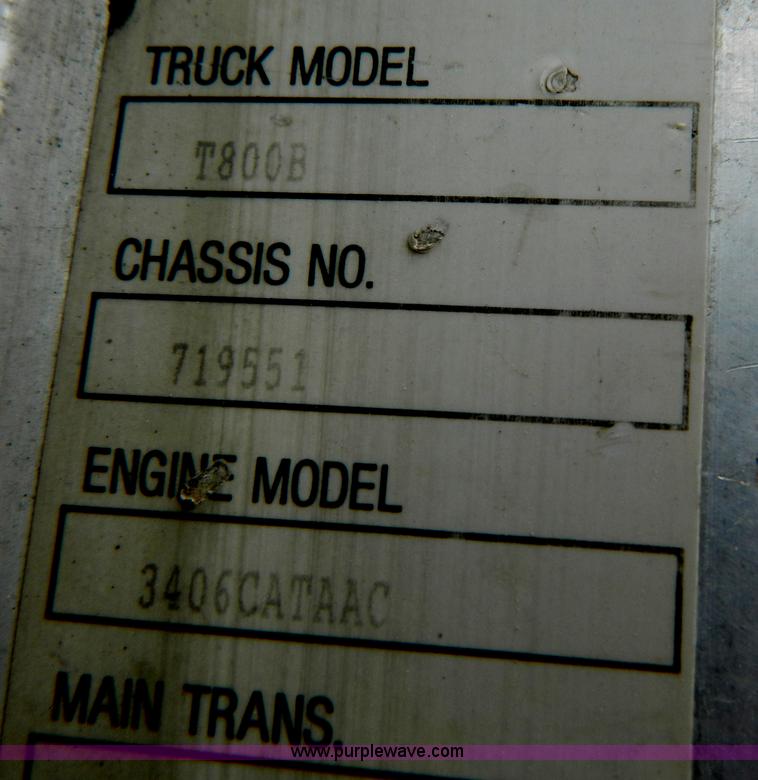 TRUCK MODEL
T800B
CHASSIS NO.
719551
ENGINE MODEL
3406CATAAC
MAIN TRANS.
www.purplewave.com